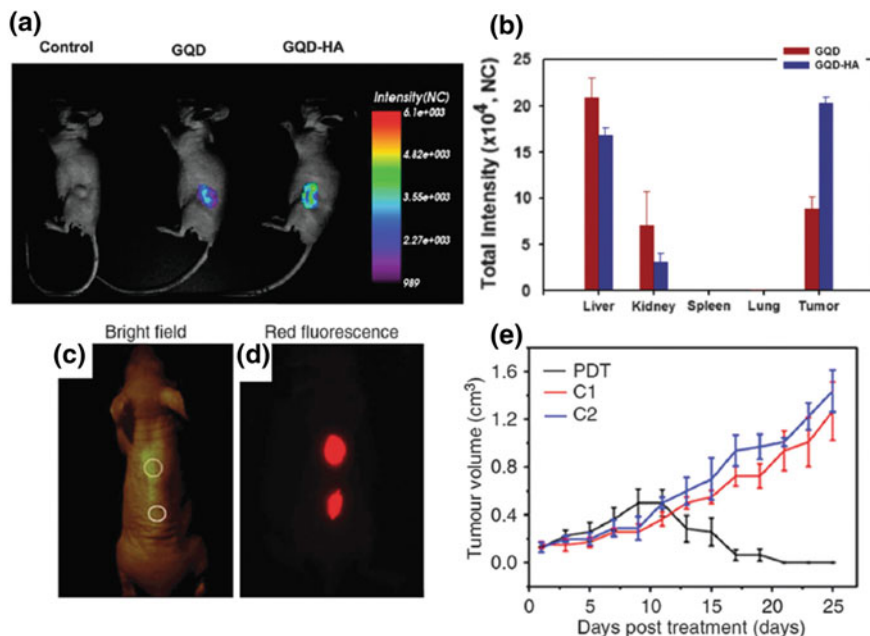 (a)
Control GQD GQD-HA
Intensity(NC)
6.1e+003
4.82e+003
3.55e+003
2.27e+003
989
(b)
GQD
GQD-HA
Total Intensity (x10⁴, NC)
25
20
15
10
5
0
Liver Kidney Spleen Lung Tumor
Bright field
(c)
Red fluorescence
(d)
(e)
PDT
C1
C2
Tumour volume (cm³)
1.6
1.2
0.8
0.4
0.0
0 5 10 15 20 25
Days post treatment (days)